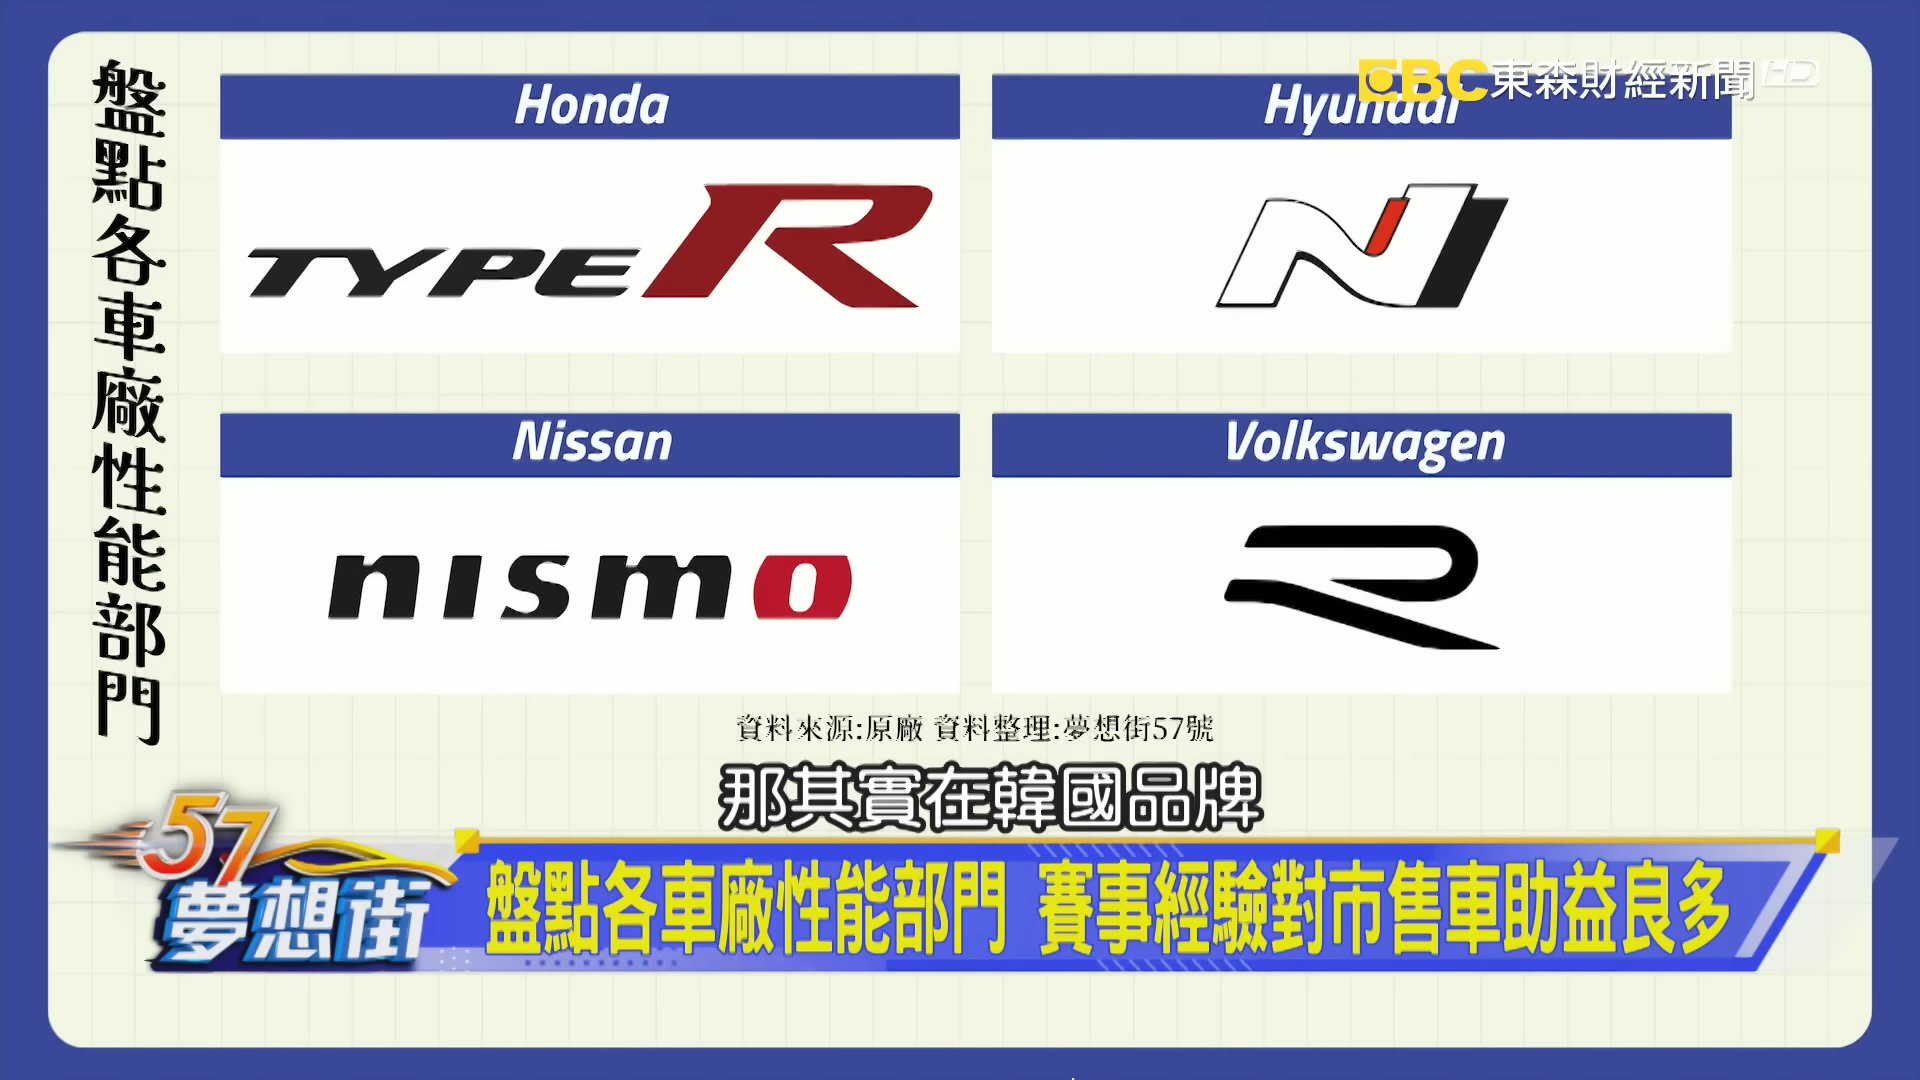 盤點各車廠性能部門
EBC 東森財經新聞 HD
Honda
TYPE R
Hyundai
N
Nissan
nismo
Volkswagen
R
資料來源:原廠 資料整理:夢想街57號
那其實在韓國品牌
57
夢想街
盤點各車廠性能部門 賽事經驗對市售車助益良多